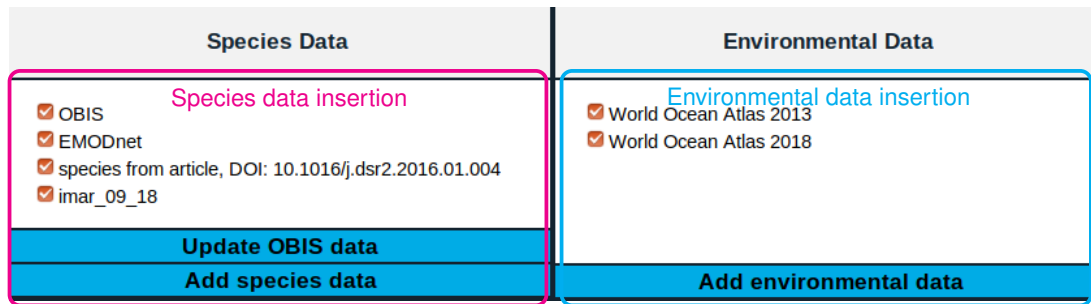 Species Data
Species data insertion
OBIS
EMODnet
species from article, DOI: 10.1016/j.dsr2.2016.01.004
imar_09_18
Update OBIS data
Add species data
Environmental Data
Environmental data insertion
World Ocean Atlas 2013
World Ocean Atlas 2018
Add environmental data